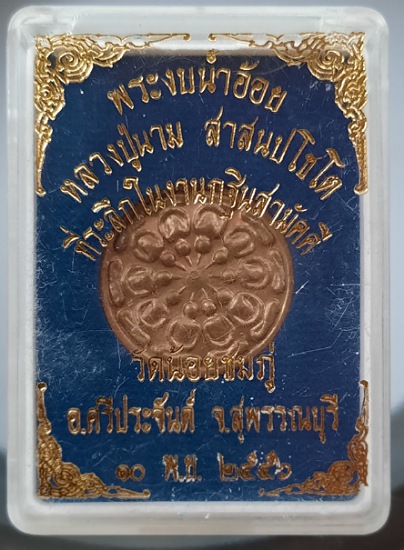 พระงบน้ำอ้อย
หลวงปู่นาม สาสนปโชโต
ที่ระลึกในงานกฐินสามัคคี
วัดน้อยชมภู่
อ.ศรีประจันต์ จ.สุพรรณบุรี
๑๐ พ.ย. ๒๕๕๖